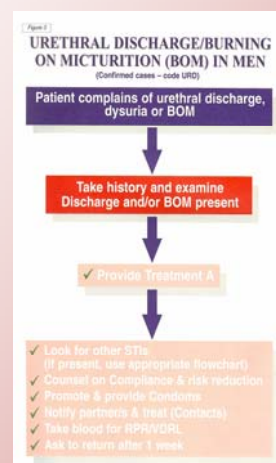 Figure 5
URETHRAL DISCHARGE/BURNING
ON MICTURITION (BOM) IN MEN
(Confirmed cases – code URD)
Patient complains of urethral discharge,
dysuria or BOM
Take history and examine
Discharge and/or BOM present
✓ Provide Treatment A
✓ Look for other STIs
(If present, use appropriate flowchart)
✓ Counsel on Compliance & risk reduction
✓ Promote & provide Condoms
✓ Notify partner/s & treat (Contacts)
✓ Take blood for RPR/VDRL
✓ Ask to return after 1 week